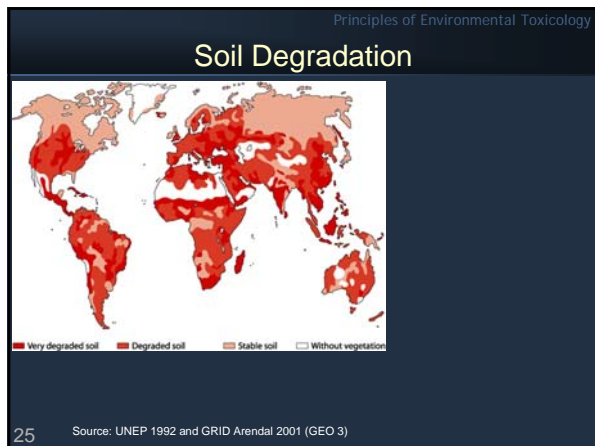 Principles of Environmental Toxicology
Soil Degradation
Very degraded soil Degraded soil Stable soil Without vegetation
25 Source: UNEP 1992 and GRID Arendal 2001 (GEO 3)